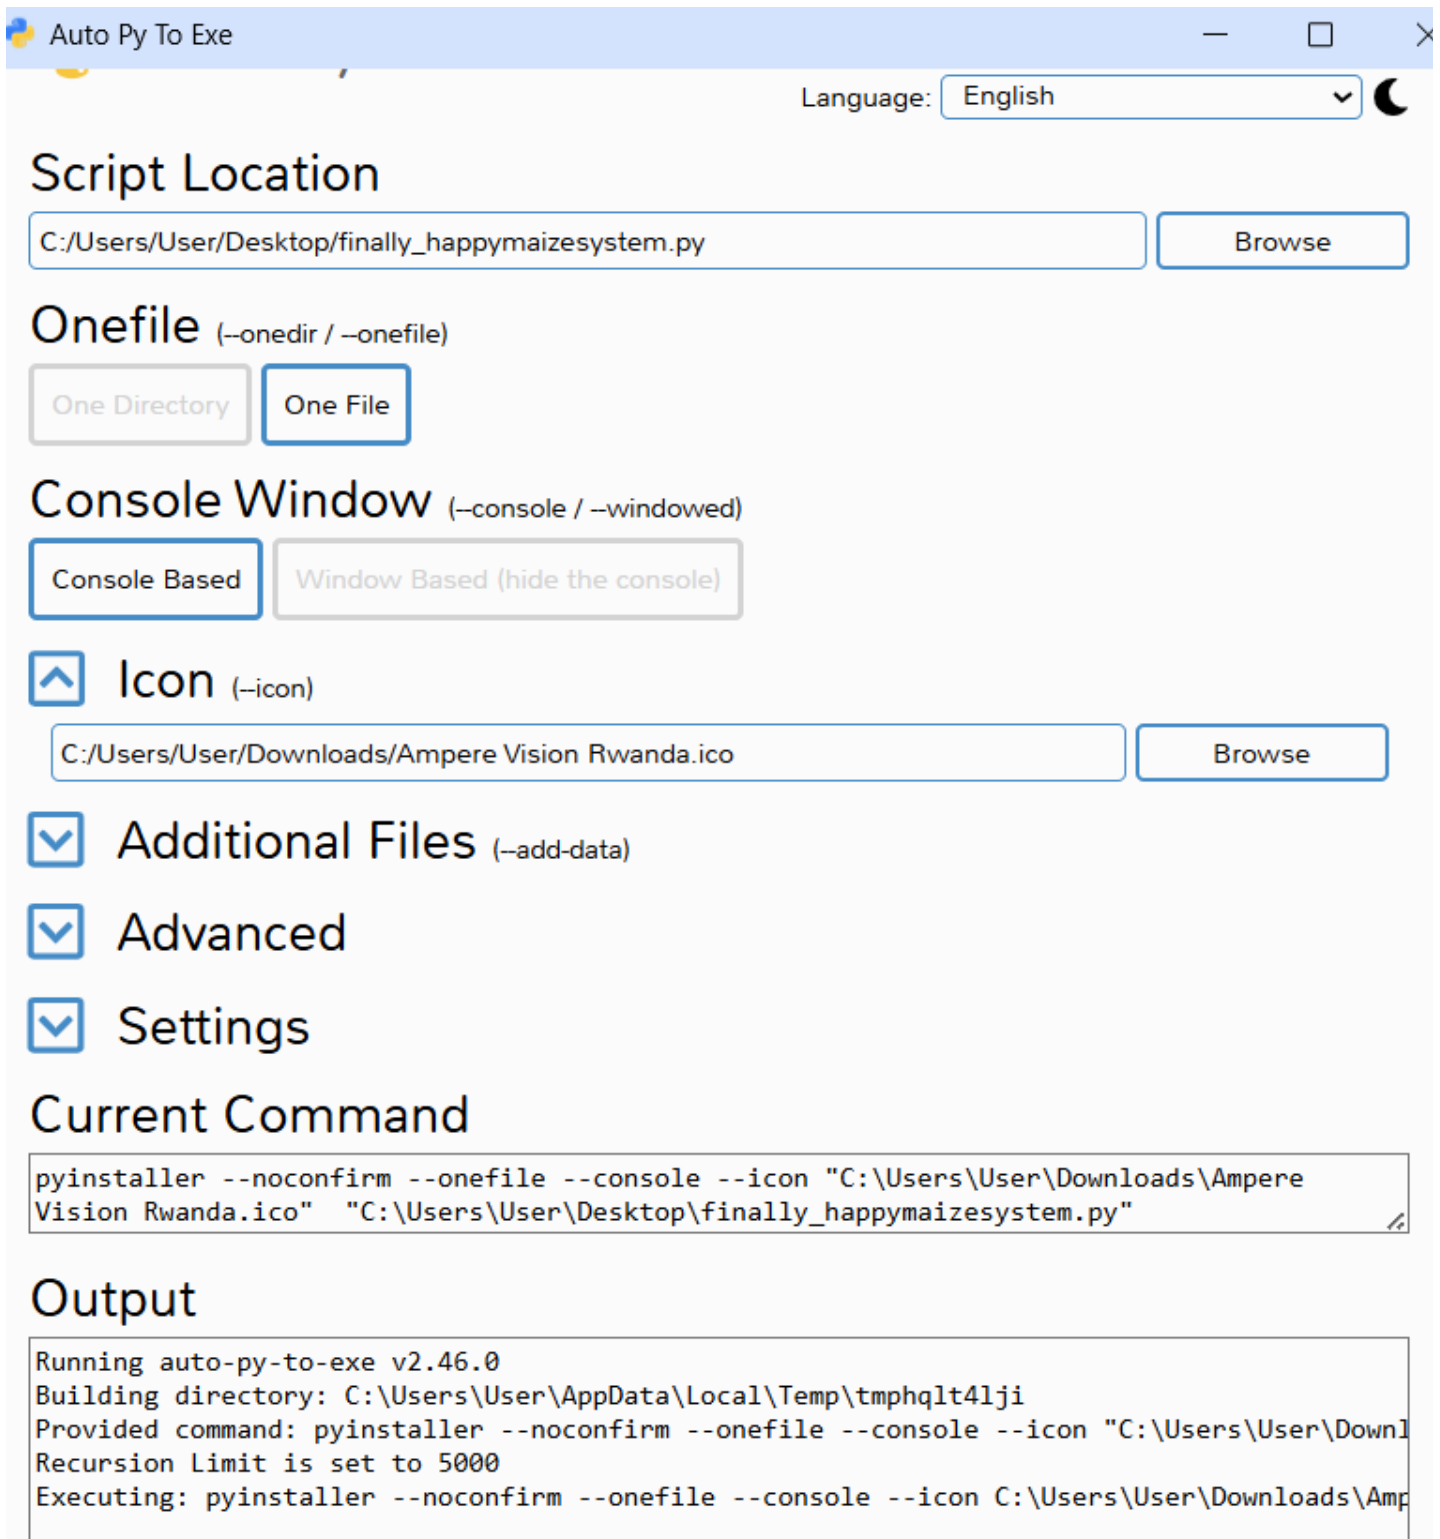 Auto Py To Exe
Language: English
Script Location
C:/Users/User/Desktop/finally_happymaizesystem.py
Browse
Onefile (--onedir / --onefile)
One Directory
One File
Console Window (--console / --windowed)
Console Based
Window Based (hide the console)
Icon (--icon)
C:/Users/User/Downloads/Ampere Vision Rwanda.ico
Browse
Additional Files (--add-data)
Advanced
Settings
Current Command
pyinstaller --noconfirm --onefile --console --icon "C:\Users\User\Downloads\Ampere
Vision Rwanda.ico"  "C:\Users\User\Desktop\finally_happymaizesystem.py"
Output
Running auto-py-to-exe v2.46.0
Building directory: C:\Users\User\AppData\Local\Temp\tmphqlt4lji
Provided command: pyinstaller --noconfirm --onefile --console --icon "C:\Users\User\Downl
Recursion Limit is set to 5000
Executing: pyinstaller --noconfirm --onefile --console --icon C:\Users\User\Downloads\Amp